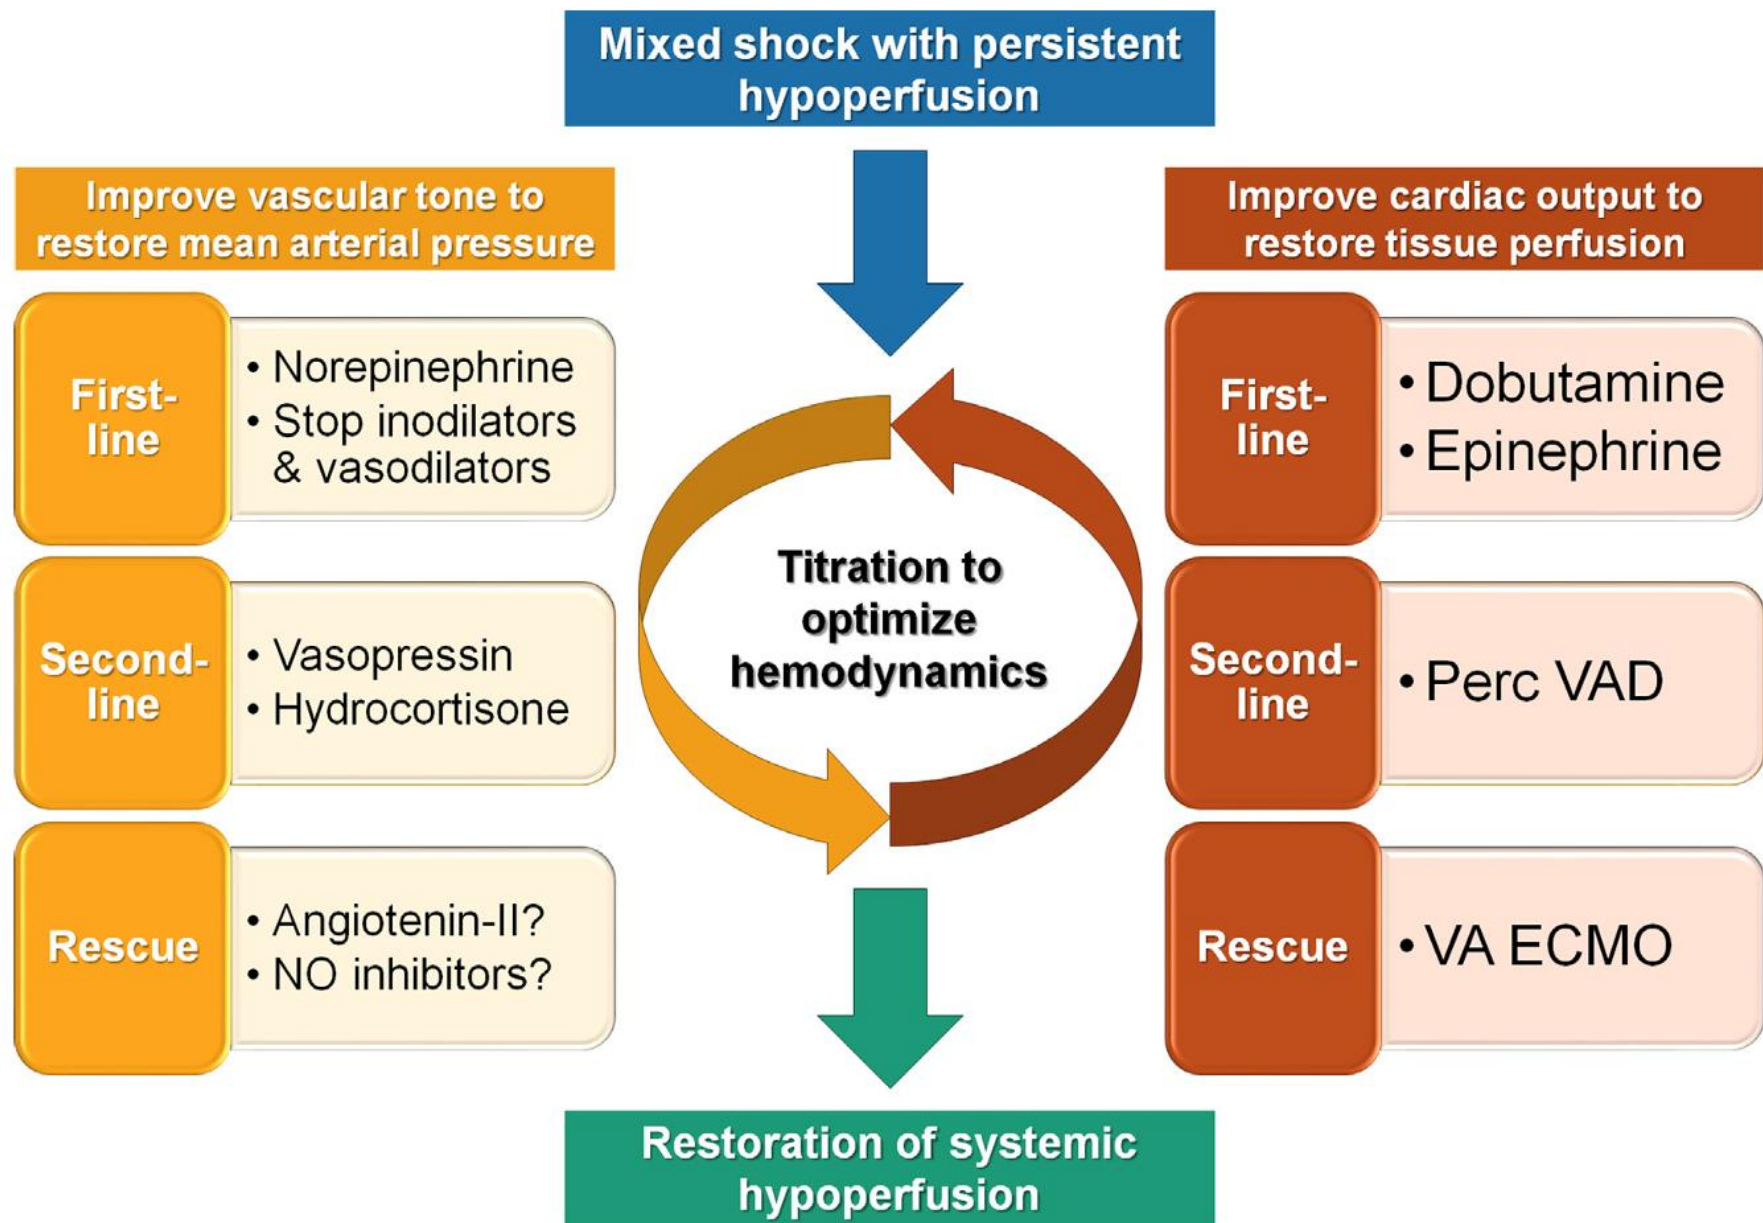 Mixed shock with persistent
hypoperfusion
Improve vascular tone to
restore mean arterial pressure
First-
line
• Norepinephrine
• Stop inodilators
& vasodilators
Second-
line
• Vasopressin
• Hydrocortisone
Rescue
• Angiotenin-II?
• NO inhibitors?
Titration to
optimize
hemodynamics
Improve cardiac output to
restore tissue perfusion
First-
line
• Dobutamine
• Epinephrine
Second-
line
• Perc VAD
Rescue
• VA ECMO
Restoration of systemic
hypoperfusion